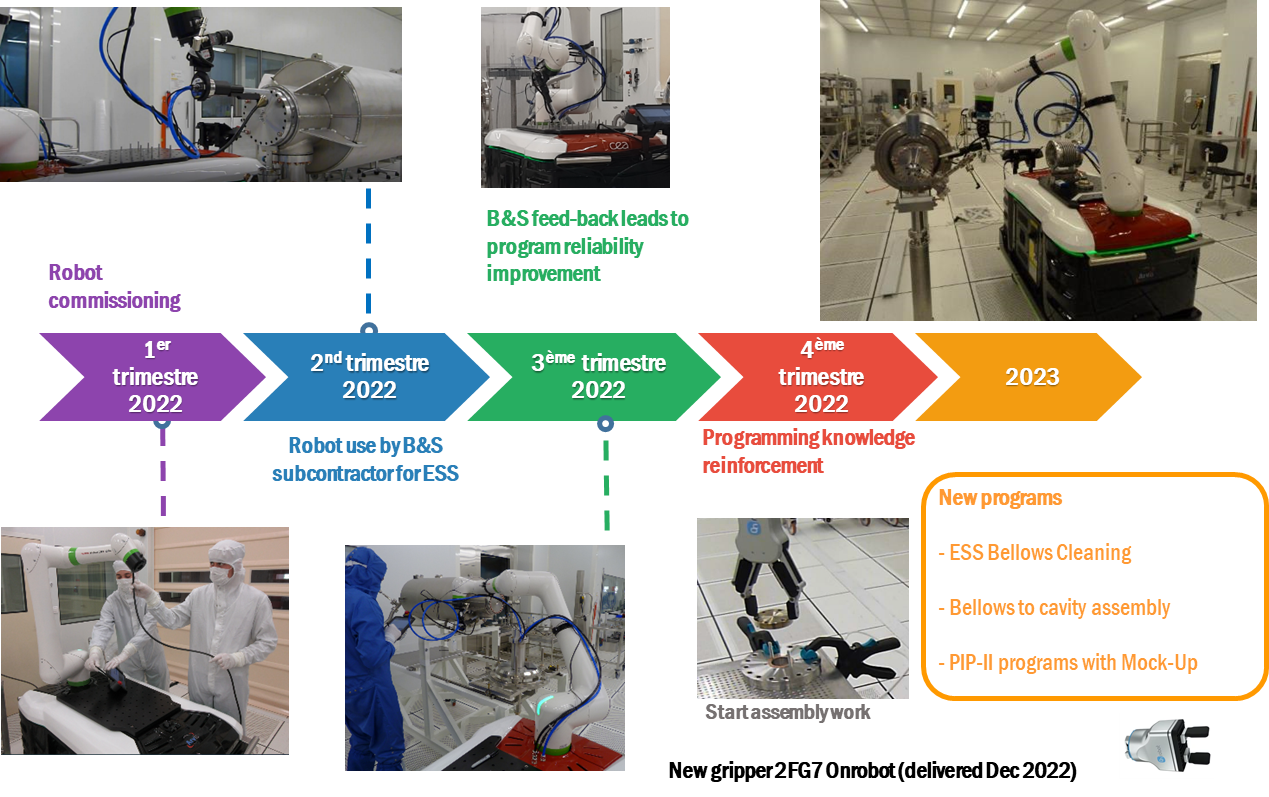 cea
B&S feed-back leads to
program reliability
improvement
Robot
commissioning
1er
trimestre
2022
2nd trimestre
2022
3ème trimestre
2022
4ème
trimestre
2022
2023
Robot use by B&S
subcontractor for ESS
Programming knowledge
reinforcement
New programs
- ESS Bellows Cleaning
- Bellows to cavity assembly
- PIP-II programs with Mock-Up
Start assembly work
New gripper 2FG7 Onrobot (delivered Dec 2022)